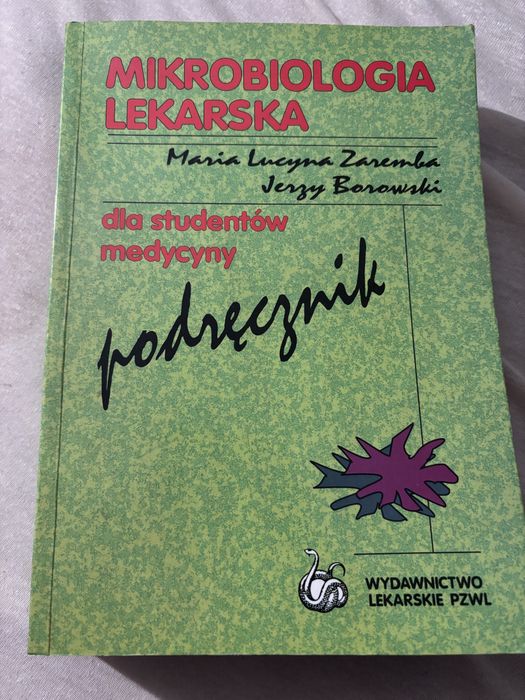 MIKROBIOLOGIA
LEKARSKA
Maria Lucyna Zaremba
Jerzy Borowski
dla studentów
medycyny
podręcznik
WYDAWNICTWO
LEKARSKIE PZWL